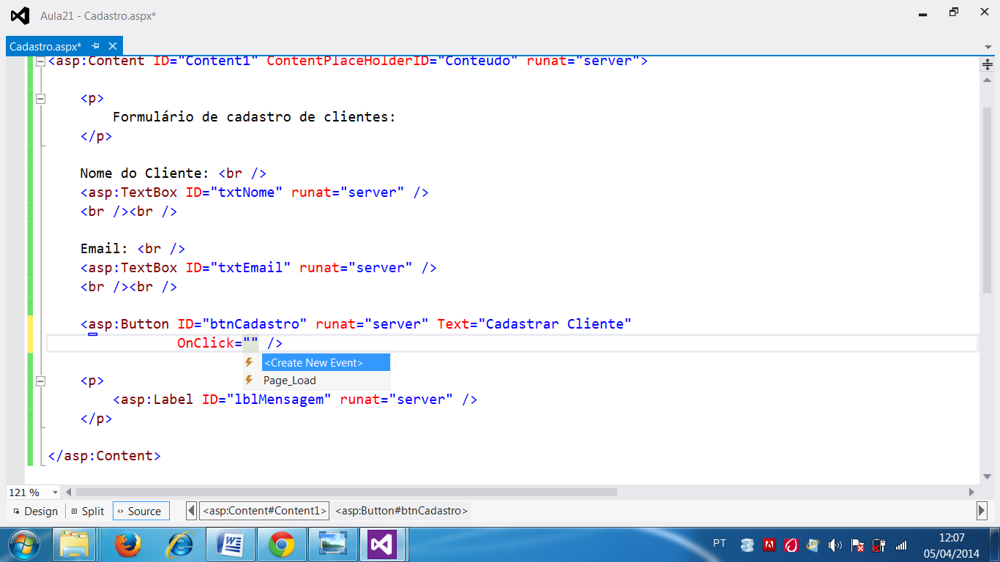 Aula21 - Cadastro.aspx*
Cadastro.aspx*
<asp:Content ID="Content1" ContentPlaceHolderID="Conteudo" runat="server">
<p>
Formulário de cadastro de clientes:
</p>
Nome do Cliente: <br />
<asp:TextBox ID="txtNome" runat="server" />
<br /><br />
Email: <br />
<asp:TextBox ID="txtEmail" runat="server" />
<br /><br />
<asp:Button ID="btnCadastro" runat="server" Text="Cadastrar Cliente"
OnClick="" />
<Create New Event>
Page_Load
<p>
<asp:Label ID="lblMensagem" runat="server" />
</p>
</asp:Content>
121 %
Design Split Source <asp:Content#Content1> <asp:Button#btnCadastro>
PT 12:07
05/04/2014